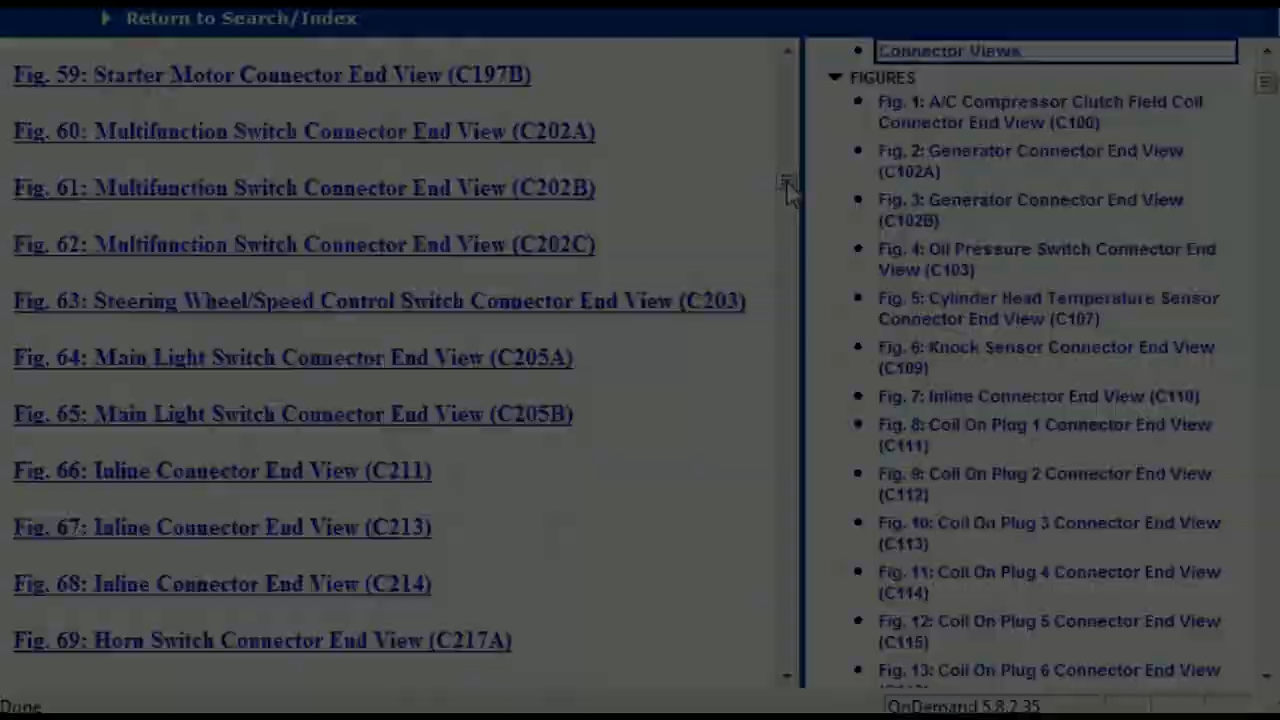 Return to Search/Index
Fig. 59: Starter Motor Connector End View (C197B)
Fig. 60: Multifunction Switch Connector End View (C202A)
Fig. 61: Multifunction Switch Connector End View (C202B)
Fig. 62: Multifunction Switch Connector End View (C202C)
Fig. 63: Steering Wheel/Speed Control Switch Connector End View (C203)
Fig. 64: Main Light Switch Connector End View (C205A)
Fig. 65: Main Light Switch Connector End View (C205B)
Fig. 66: Inline Connector End View (C211)
Fig. 67: Inline Connector End View (C213)
Fig. 68: Inline Connector End View (C214)
Fig. 69: Horn Switch Connector End View (C217A)
Connector Views
FIGURES
Fig. 1: A/C Compressor Clutch Field Coil
Connector End View (C100)
Fig. 2: Generator Connector End View
(C102A)
Fig. 3: Generator Connector End View
(C102B)
Fig. 4: Oil Pressure Switch Connector End
View (C103)
Fig. 5: Cylinder Head Temperature Sensor
Connector End View (C107)
Fig. 6: Knock Sensor Connector End View
(C109)
Fig. 7: Inline Connector End View (C110)
Fig. 8: Coil On Plug 1 Connector End View
(C111)
Fig. 9: Coil On Plug 2 Connector End View
(C112)
Fig. 10: Coil On Plug 3 Connector End View
(C113)
Fig. 11: Coil On Plug 4 Connector End View
(C114)
Fig. 12: Coil On Plug 5 Connector End View
(C115)
Fig. 13: Coil On Plug 6 Connector End View
Done
OnDemand 5.8.2.35